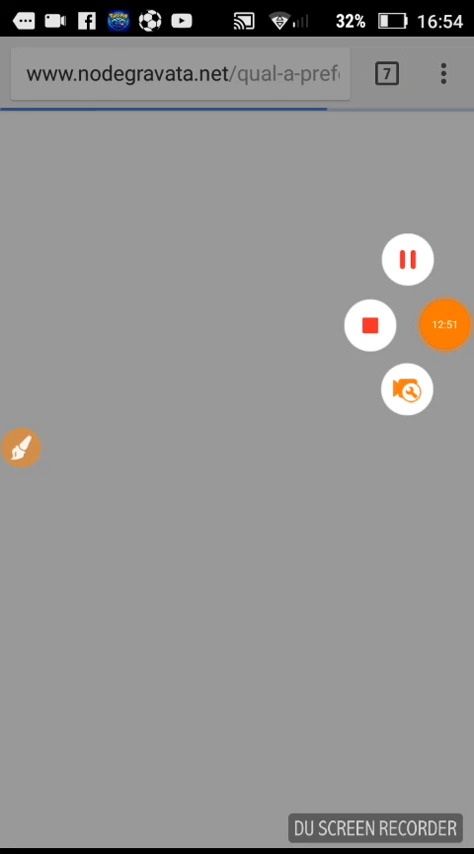 32% 16:54
www.nodegravata.net/qual-a-pref
7
12:51
DU SCREEN RECORDER